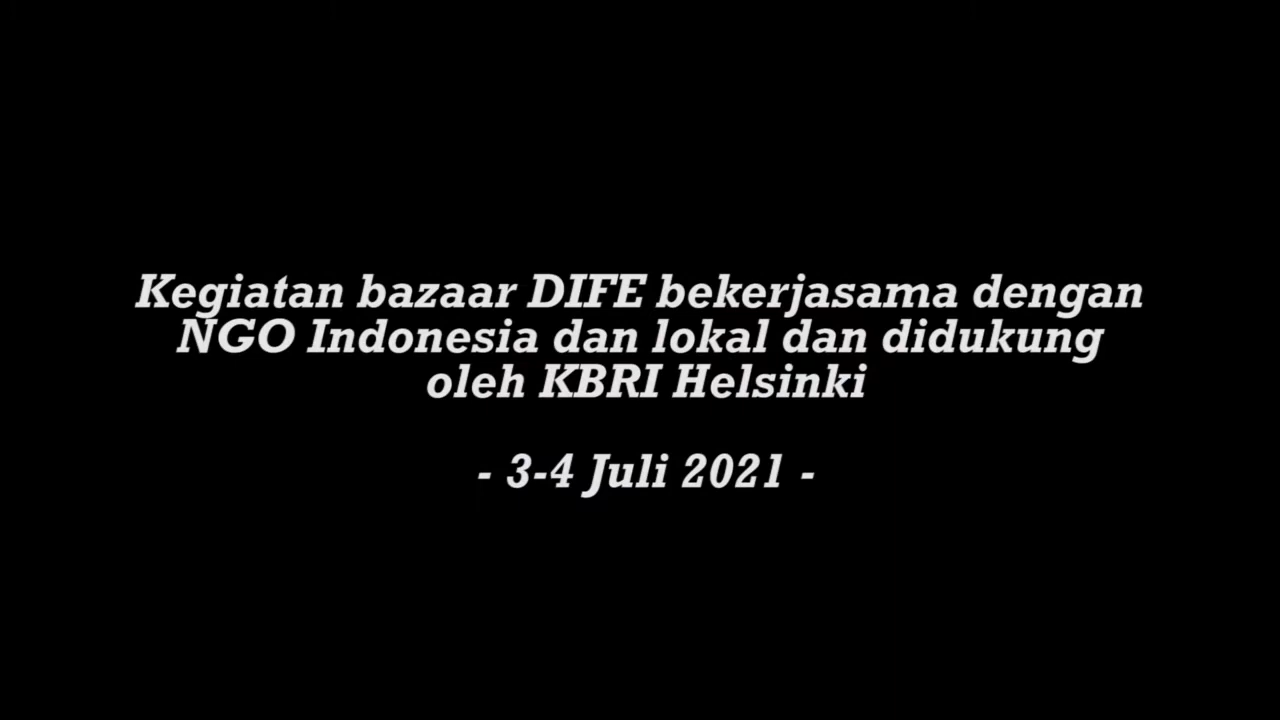 Kegiatan bazaar DIFE bekerjasama dengan
NGO Indonesia dan lokal dan didukung
oleh KBRI Helsinki
- 3-4 Juli 2021 -